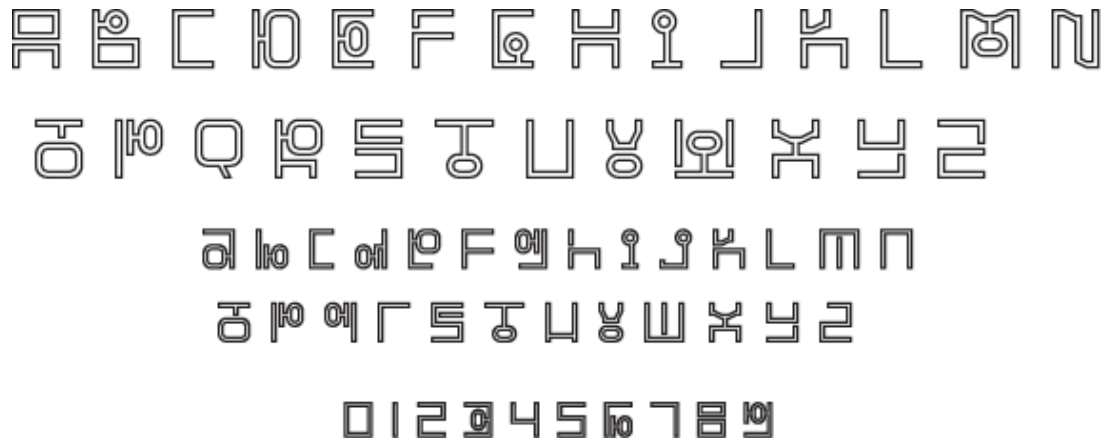 ABCDEFGHIJKLMN
OPQRSTUVWXYZ
abcdefghijklmn
opqrstuvwxyz
0123456789